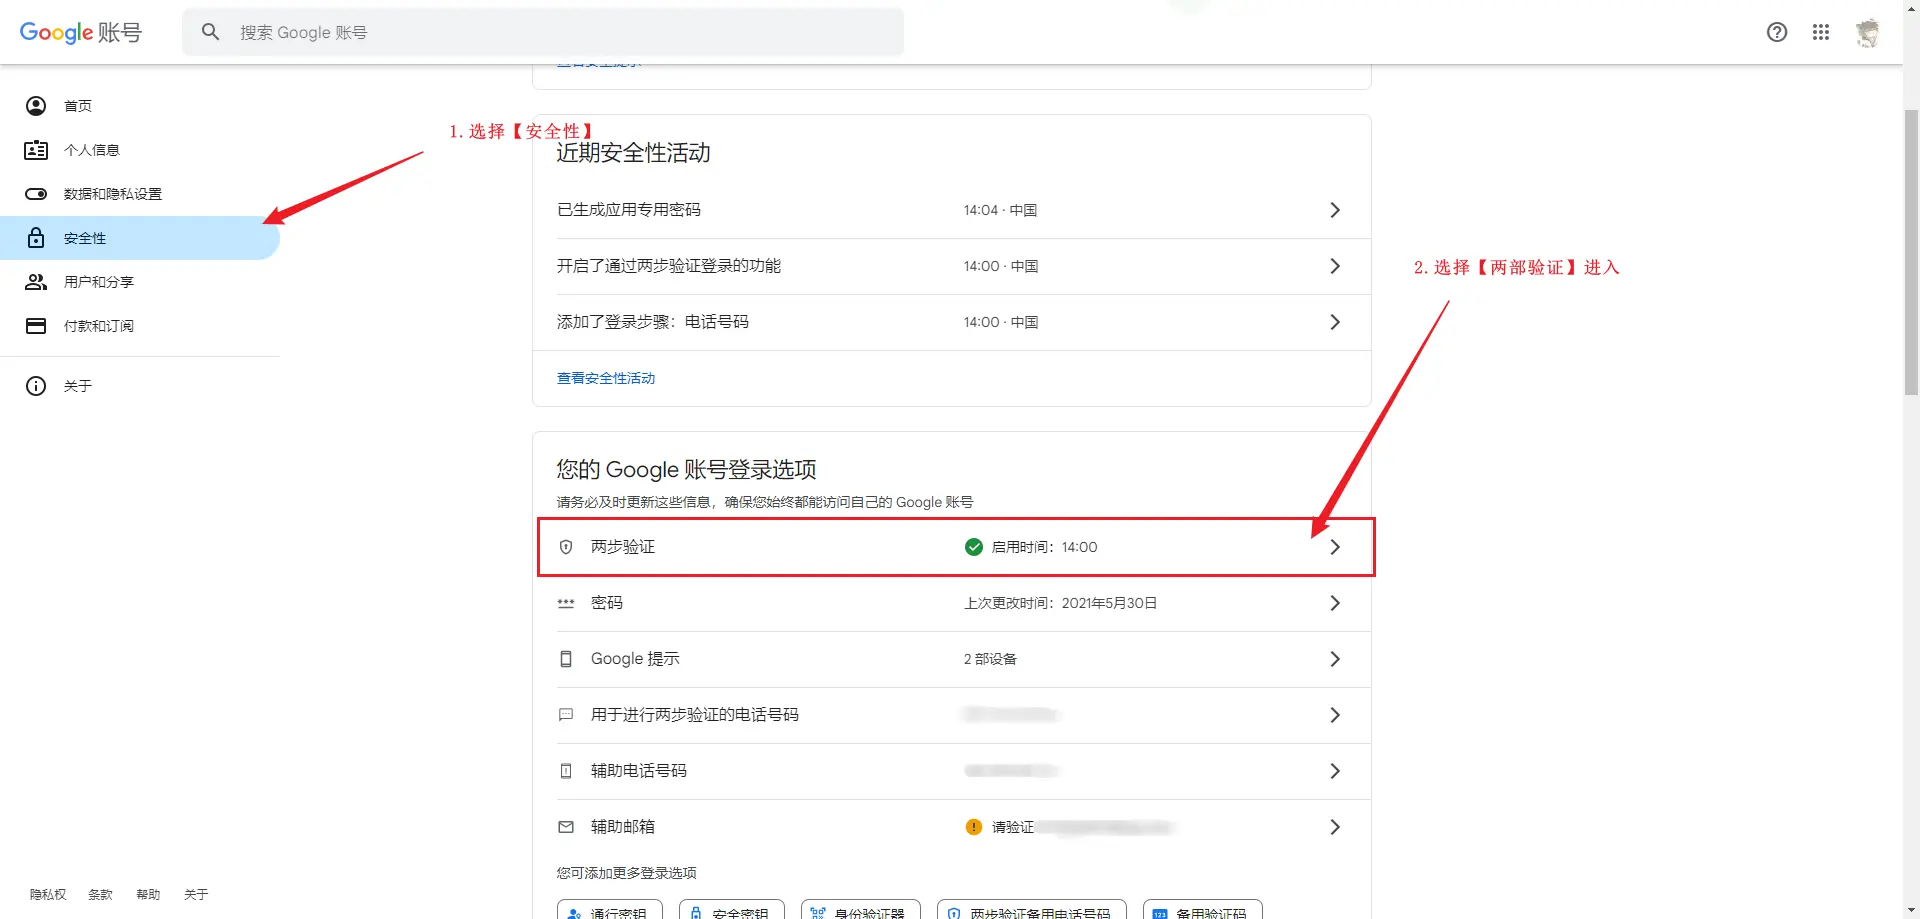 Google 账号
搜索 Google 账号
首页
个人信息
数据和隐私设置
安全性
用户和分享
付款和订阅
关于
1. 选择【安全性】
近期安全性活动
已生成应用专用密码 14:04 · 中国
开启了通过两步验证登录的功能 14:00 · 中国
添加了登录步骤：电话号码 14:00 · 中国
查看安全性活动
2. 选择【两部验证】进入
您的 Google 账号登录选项
请务必及时更新这些信息，确保您始终都能访问自己的 Google 账号
两步验证 启用时间：14:00
密码 上次更改时间：2021年5月30日
Google 提示 2 部设备
用于进行两步验证的电话号码
辅助电话号码
辅助邮箱 请验证
您可添加更多登录选项
通行密钥 安全密钥 身份验证器 两步验证备用电话号码 备用验证码
隐私权 条款 帮助 关于